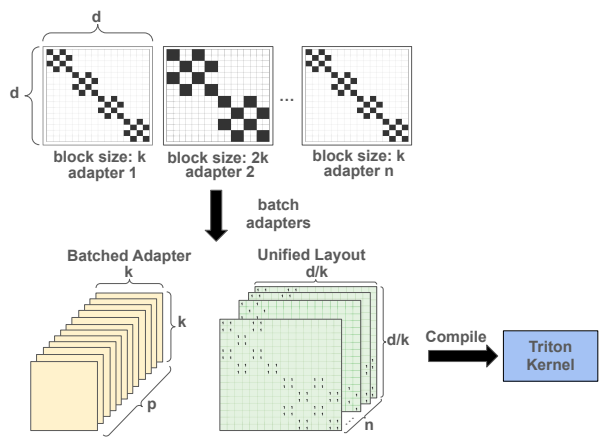 d
d
...
block size: k
adapter 1
block size: 2k
adapter 2
block size: k
adapter n
batch
adapters
Batched Adapter
k
k
p
Unified Layout
d/k
d/k
n
Compile
Triton
Kernel